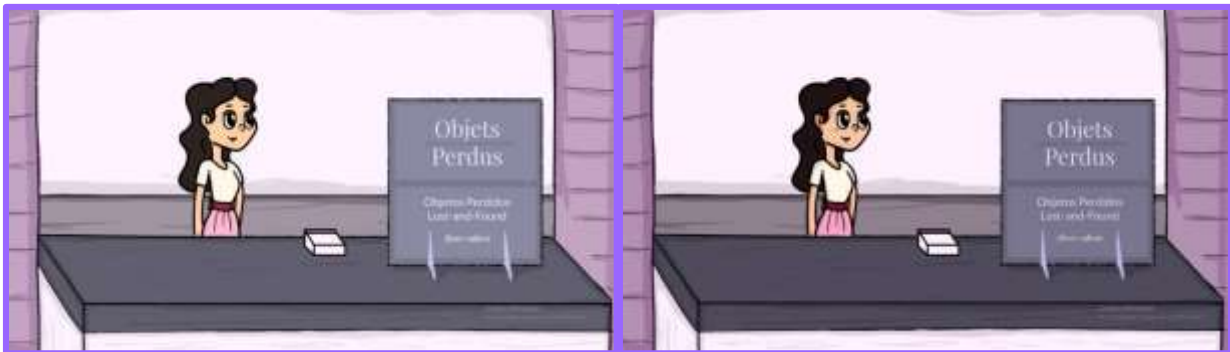 Objets
Perdus
Objetos Perdidos
Lost-and-Found
Objets
Perdus
Objetos Perdidos
Lost-and-Found